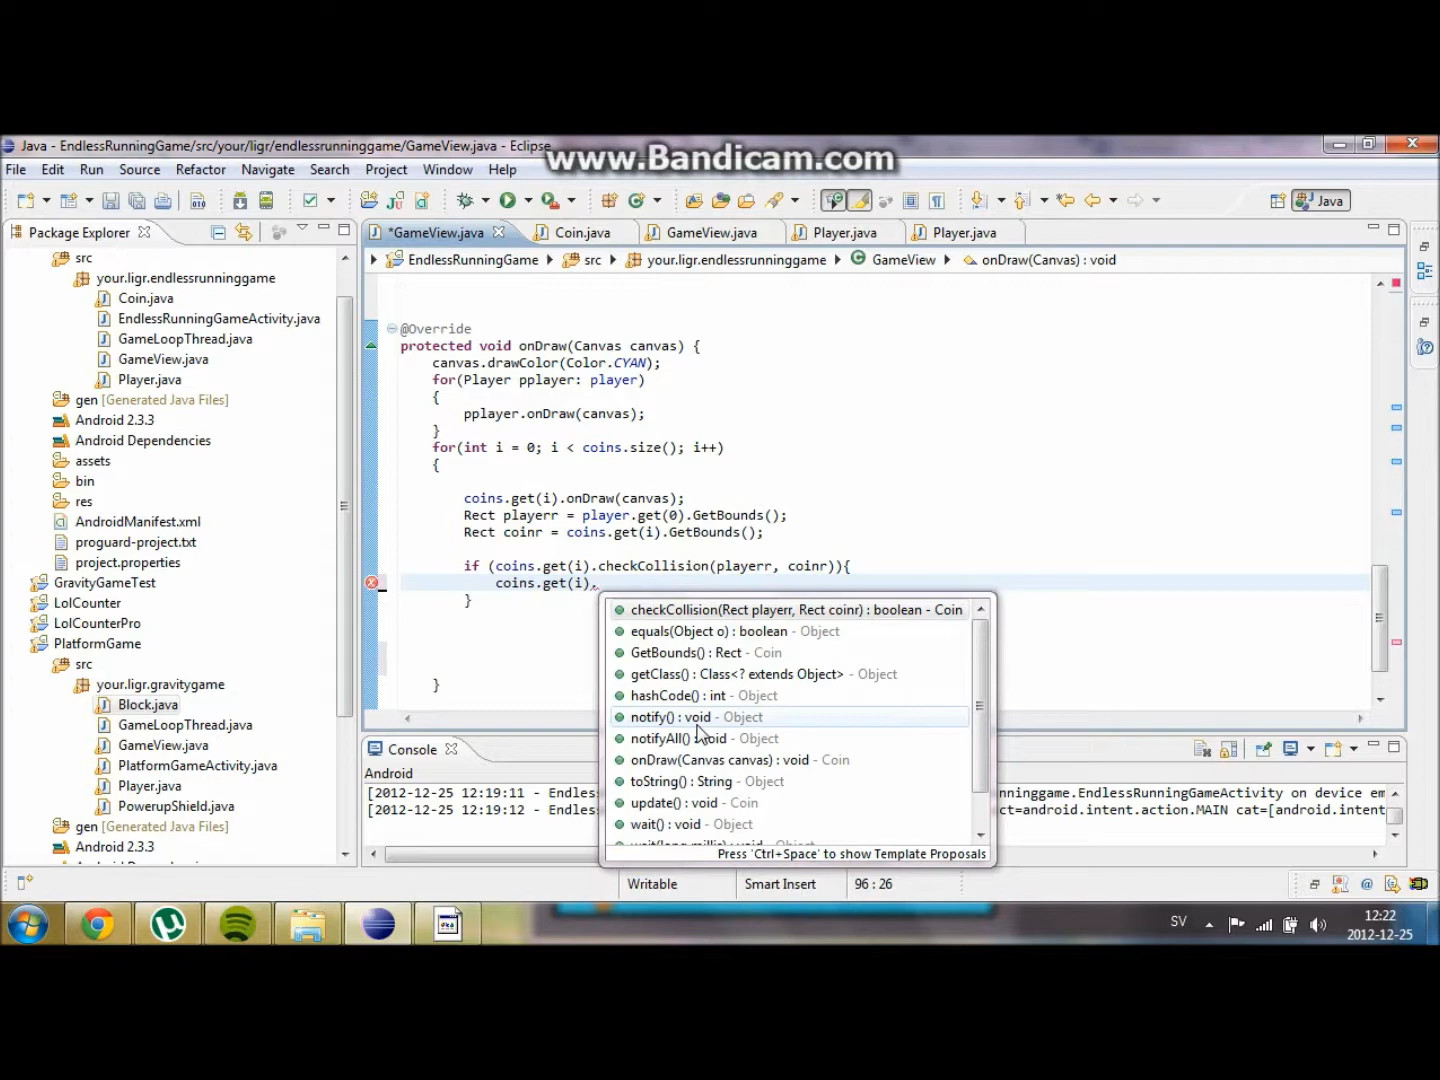 Java - EndlessRunningGame/src/your/ligr/endlessrunninggame/GameView.java - Eclipse
www.Bandicam.com
File Edit Run Source Refactor Navigate Search Project Window Help
Java
Package Explorer
*GameView.java Coin.java GameView.java Player.java Player.java
EndlessRunningGame src your.ligr.endlessrunninggame GameView onDraw(Canvas) : void
src
your.ligr.endlessrunninggame
Coin.java
EndlessRunningGameActivity.java
GameLoopThread.java
GameView.java
Player.java
gen [Generated Java Files]
Android 2.3.3
Android Dependencies
assets
bin
res
AndroidManifest.xml
proguard-project.txt
project.properties
GravityGameTest
LolCounter
LolCounterPro
PlatformGame
src
your.ligr.gravitygame
Block.java
GameLoopThread.java
GameView.java
PlatformGameActivity.java
Player.java
PowerupShield.java
gen [Generated Java Files]
Android 2.3.3
@Override
protected void onDraw(Canvas canvas) {
canvas.drawColor(Color.CYAN);
for(Player pplayer: player)
{
pplayer.onDraw(canvas);
}
for(int i = 0; i < coins.size(); i++)
{
coins.get(i).onDraw(canvas);
Rect playerr = player.get(0).GetBounds();
Rect coinr = coins.get(i).GetBounds();
if (coins.get(i).checkCollision(playerr, coinr)){
coins.get(i).
}
}
checkCollision(Rect playerr, Rect coinr) : boolean - Coin
equals(Object o) : boolean - Object
GetBounds() : Rect - Coin
getClass() : Class<? extends Object> - Object
hashCode() : int - Object
notify() : void - Object
notifyAll() : void - Object
onDraw(Canvas canvas) : void - Coin
toString() : String - Object
update() : void - Coin
wait() : void - Object
Press 'Ctrl+Space' to show Template Proposals
Console
Android
[2012-12-25 12:19:11 - Endles
[2012-12-25 12:19:12 - Endles
nninggame.EndlessRunningGameActivity on device em
ct=android.intent.action.MAIN cat=[android.intent
Writable Smart Insert 96 : 26
SV
12:22
2012-12-25